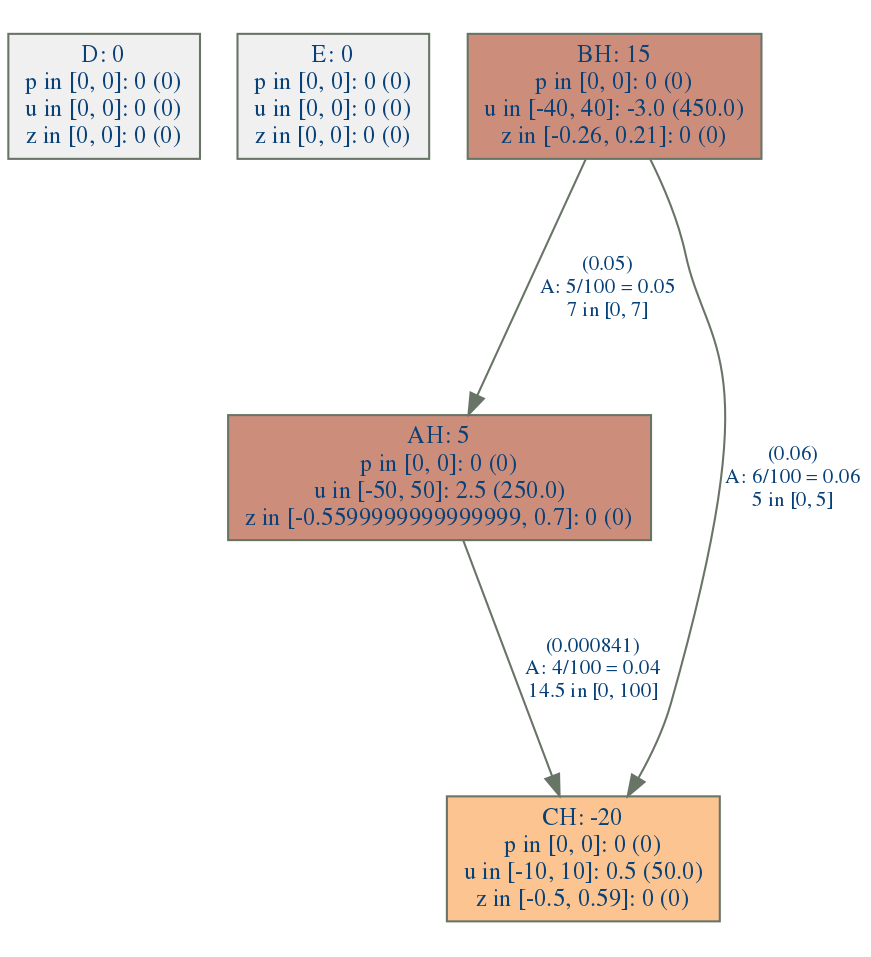 D: 0
p in [0, 0]: 0 (0)
u in [0, 0]: 0 (0)
z in [0, 0]: 0 (0)
E: 0
p in [0, 0]: 0 (0)
u in [0, 0]: 0 (0)
z in [0, 0]: 0 (0)
BH: 15
p in [0, 0]: 0 (0)
u in [-40, 40]: -3.0 (450.0)
z in [-0.26, 0.21]: 0 (0)
(0.05)
A: 5/100 = 0.05
7 in [0, 7]
AH: 5
p in [0, 0]: 0 (0)
u in [-50, 50]: 2.5 (250.0)
z in [-0.5599999999999999, 0.7]: 0 (0)
(0.06)
A: 6/100 = 0.06
5 in [0, 5]
(0.000841)
A: 4/100 = 0.04
14.5 in [0, 100]
CH: -20
p in [0, 0]: 0 (0)
u in [-10, 10]: 0.5 (50.0)
z in [-0.5, 0.59]: 0 (0)